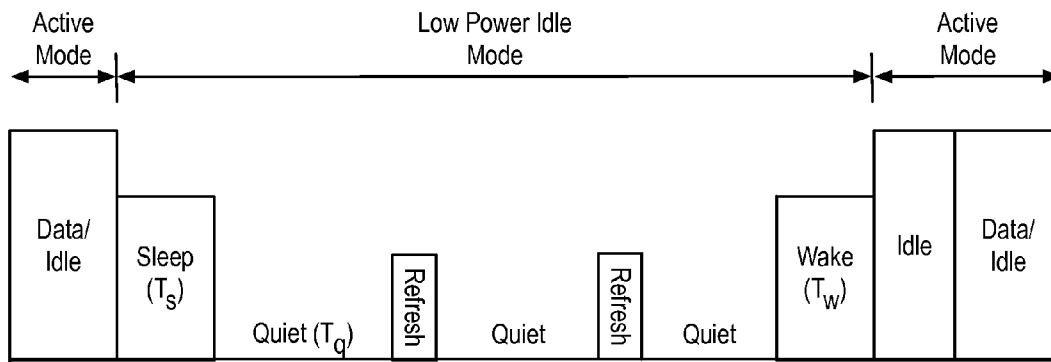 Active
Mode
Low Power Idle
Mode
Active
Mode
Data/
Idle
Sleep
(Ts)
Quiet (Tq)
Refresh
Quiet
Refresh
Quiet
Wake
(Tw)
Idle
Data/
Idle